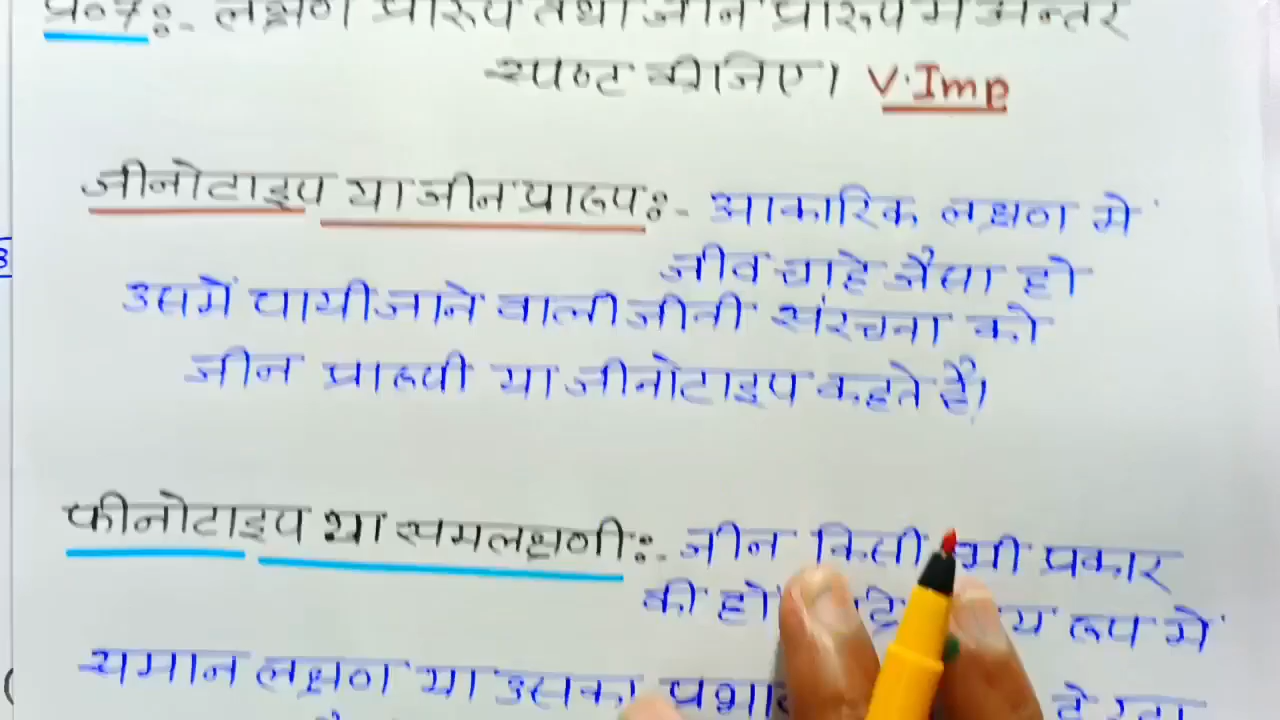 प्र०7:- लक्षण प्रारूप तथा जीन प्रारूप में अन्तर
स्पष्ट कीजिए। V.Imp
जीनोटाइप या जीन प्रारूप:- आकारिक लक्षण में
जीव चाहे जैसा हो
उसमें पायी जाने वाली जीनी संरचना को
जीन प्रारूपी या जीनोटाइप कहते हैं।
फीनोटाइप या समलक्षणी:- जीन किसी भी प्रकार
की हो रूप में
समान लक्षण या उसका